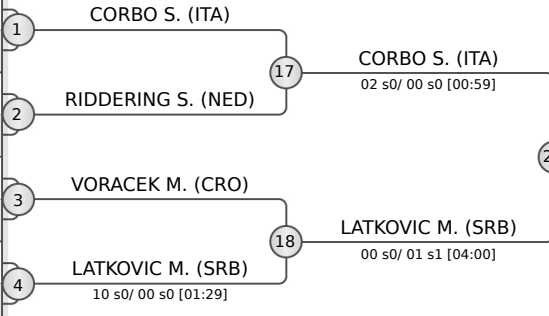 CORBO S. (ITA)
1
17
CORBO S. (ITA)
02 s0/ 00 s0 [00:59]
RIDDERING S. (NED)
2
VORACEK M. (CRO)
3
18
LATKOVIC M. (SRB)
00 s0/ 01 s1 [04:00]
LATKOVIC M. (SRB)
4
10 s0/ 00 s0 [01:29]